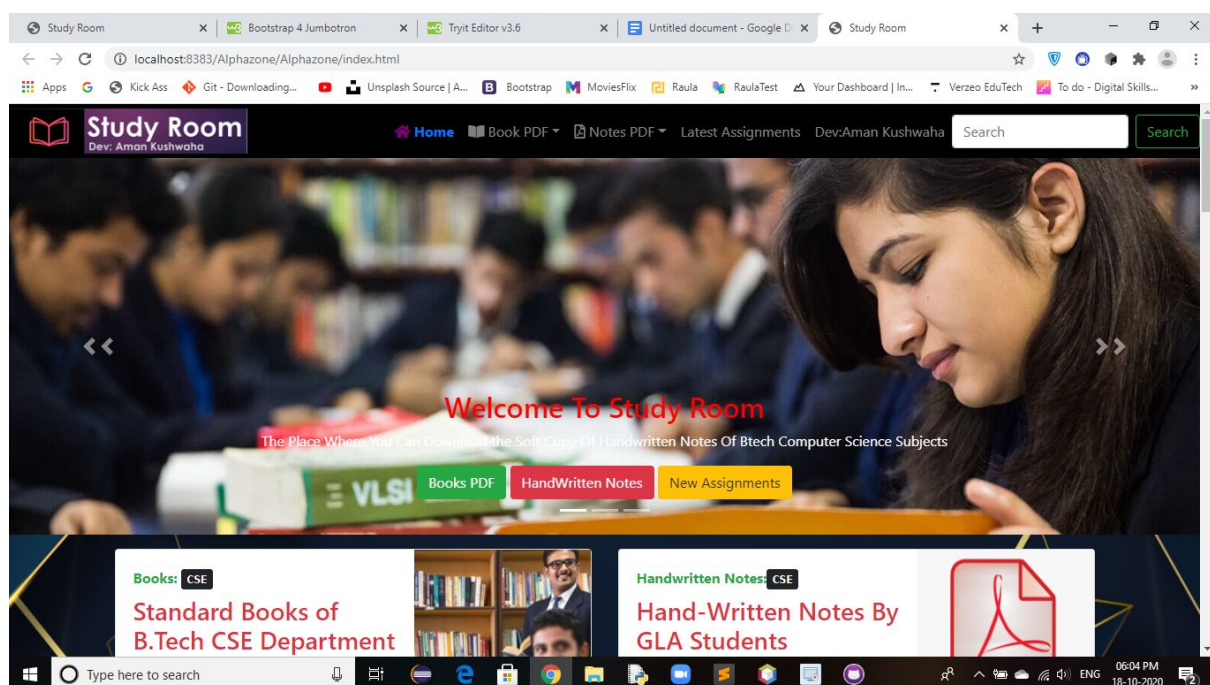 Study Room
Bootstrap 4 Jumbotron
Tryit Editor v3.6
Untitled document - Google D
Study Room
localhost:8383/Alphazone/Alphazone/index.html
Apps
Kick Ass
Git - Downloading...
Unsplash Source | A...
Bootstrap
MoviesFlix
Raula
RaulaTest
Your Dashboard | In...
Verzeo EduTech
To do - Digital Skills...
Study Room
Dev: Aman Kushwaha
Home
Book PDF
Notes PDF
Latest Assignments
Dev:Aman Kushwaha
Search
Search
VLSI
Welcome To Study Room
The Place Where You Can Download the Soft Copy Of Handwritten Notes Of Btech Computer Science Subjects
Books PDF
HandWritten Notes
New Assignments
Books: CSE
Standard Books of
B.Tech CSE Department
Handwritten Notes: CSE
Hand-Written Notes By
GLA Students
Type here to search
ENG
06:04 PM
18-10-2020
2